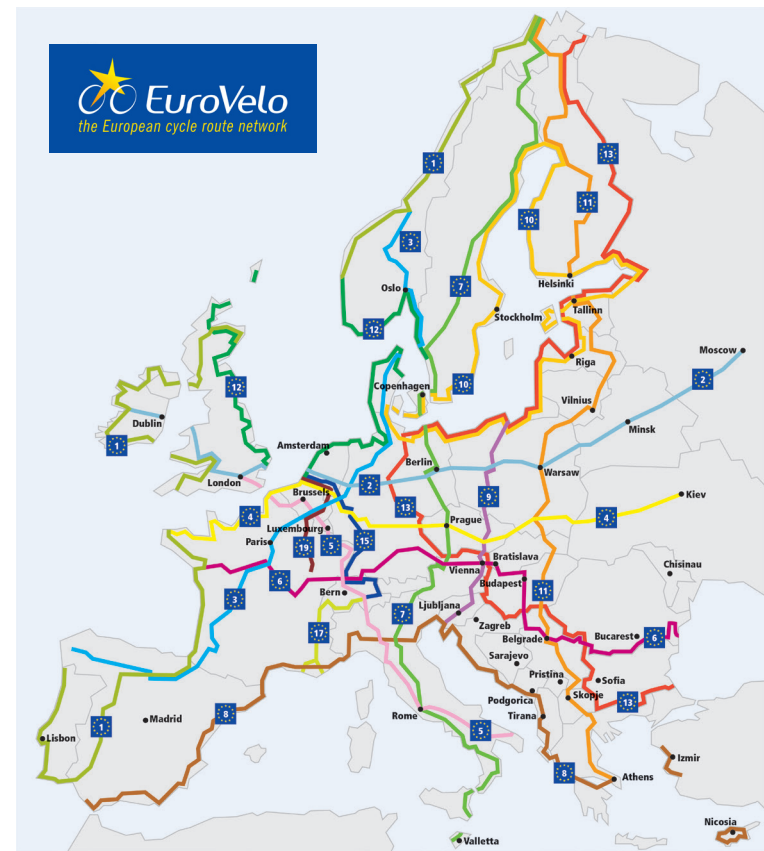 EuroVelo
the European cycle route network
1
13
11
10
3
7
Oslo
Helsinki
Tallinn
Stockholm
12
Riga
Moscow
2
12
Copenhagen
10
Vilnius
Dublin
Minsk
1
Amsterdam
Berlin
Warsaw
London
2
Brussels
9
Kiev
13
4
4
Prague
Luxembourg
Paris
19
5
15
Bratislava
Vienna
Chisinau
6
Budapest
Bern
11
3
Ljubljana
7
Zagreb
17
Belgrade
Bucarest
6
Sarajevo
Pristina
Sofia
Podgorica
Skopje
13
8
Rome
Tirana
Madrid
1
5
Lisbon
Izmir
8
Athens
Nicosia
Valletta